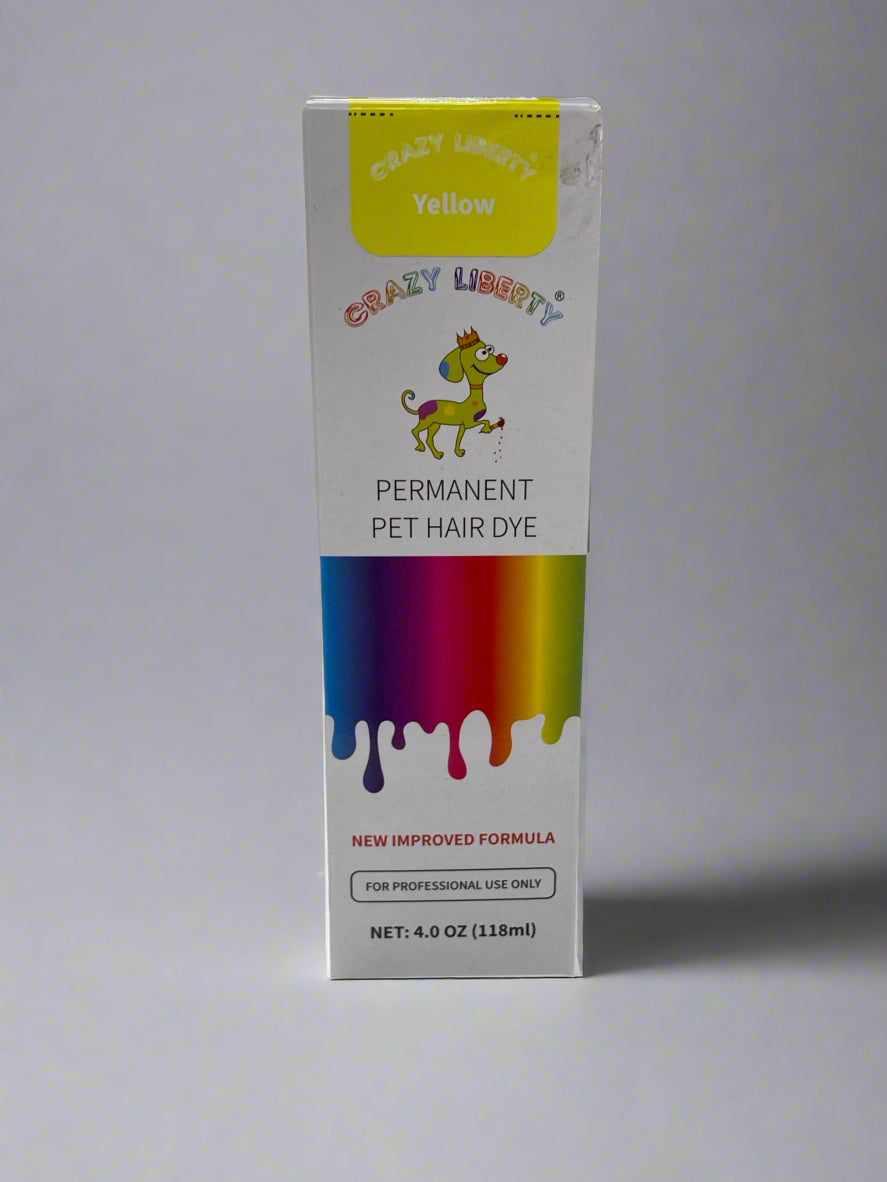 CRAZY LIBERTY
Yellow
CRAZY LIBERTY®
PERMANENT
PET HAIR DYE
NEW IMPROVED FORMULA
FOR PROFESSIONAL USE ONLY
NET: 4.0 OZ (118ml)